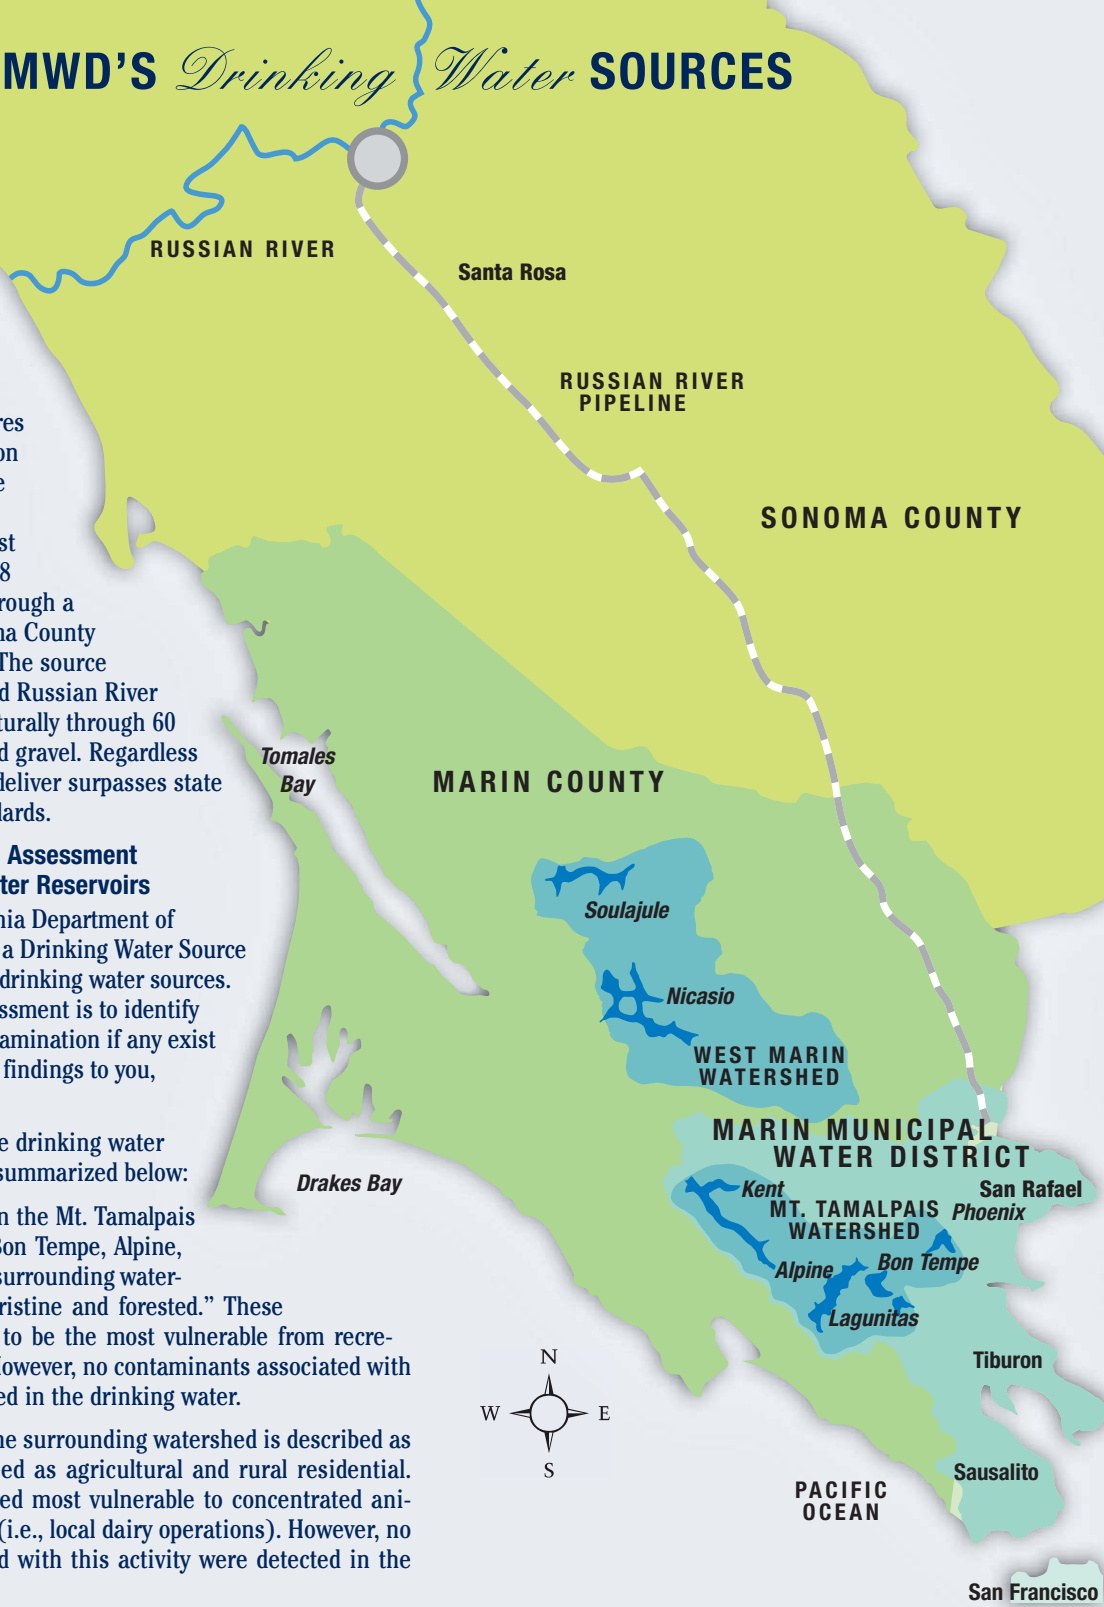 MWD'S Drinking Water SOURCES
RUSSIAN RIVER
Santa Rosa
RUSSIAN RIVER
PIPELINE
SONOMA COUNTY
MARIN COUNTY
Tomales
Bay
Soulajule
Nicasio
WEST MARIN
WATERSHED
MARIN MUNICIPAL
WATER DISTRICT
Drakes Bay
Kent
San Rafael
MT. TAMALPAIS
WATERSHED
Phoenix
Alpine
Bon Tempe
Lagunitas
Tiburon
N
W
E
S
Sausalito
PACIFIC
OCEAN
San Francisco
res
on
e
st
8
rough a
na County
The source
d Russian River
turally through 60
d gravel. Regardless
deliver surpasses state
lards.
Assessment
ter Reservoirs
nia Department of
a Drinking Water Source
drinking water sources.
ssment is to identify
amination if any exist
findings to you,
e drinking water
summarized below:
n the Mt. Tamalpais
Bon Tempe, Alpine,
surrounding water-
ristine and forested.” These
to be the most vulnerable from recre-
However, no contaminants associated with
ed in the drinking water.
ne surrounding watershed is described as
ed as agricultural and rural residential.
ed most vulnerable to concentrated ani-
(i.e., local dairy operations). However, no
d with this activity were detected in the